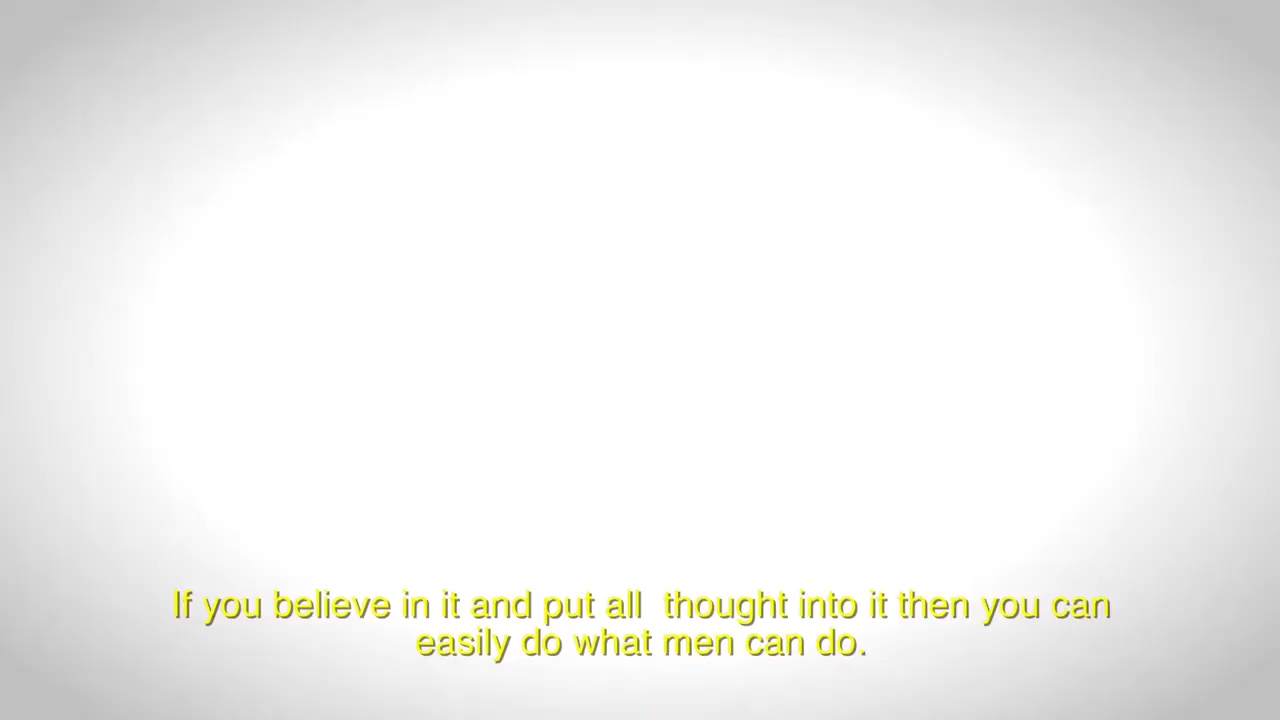 If you believe in it and put all  thought into it then you can
easily do what men can do.